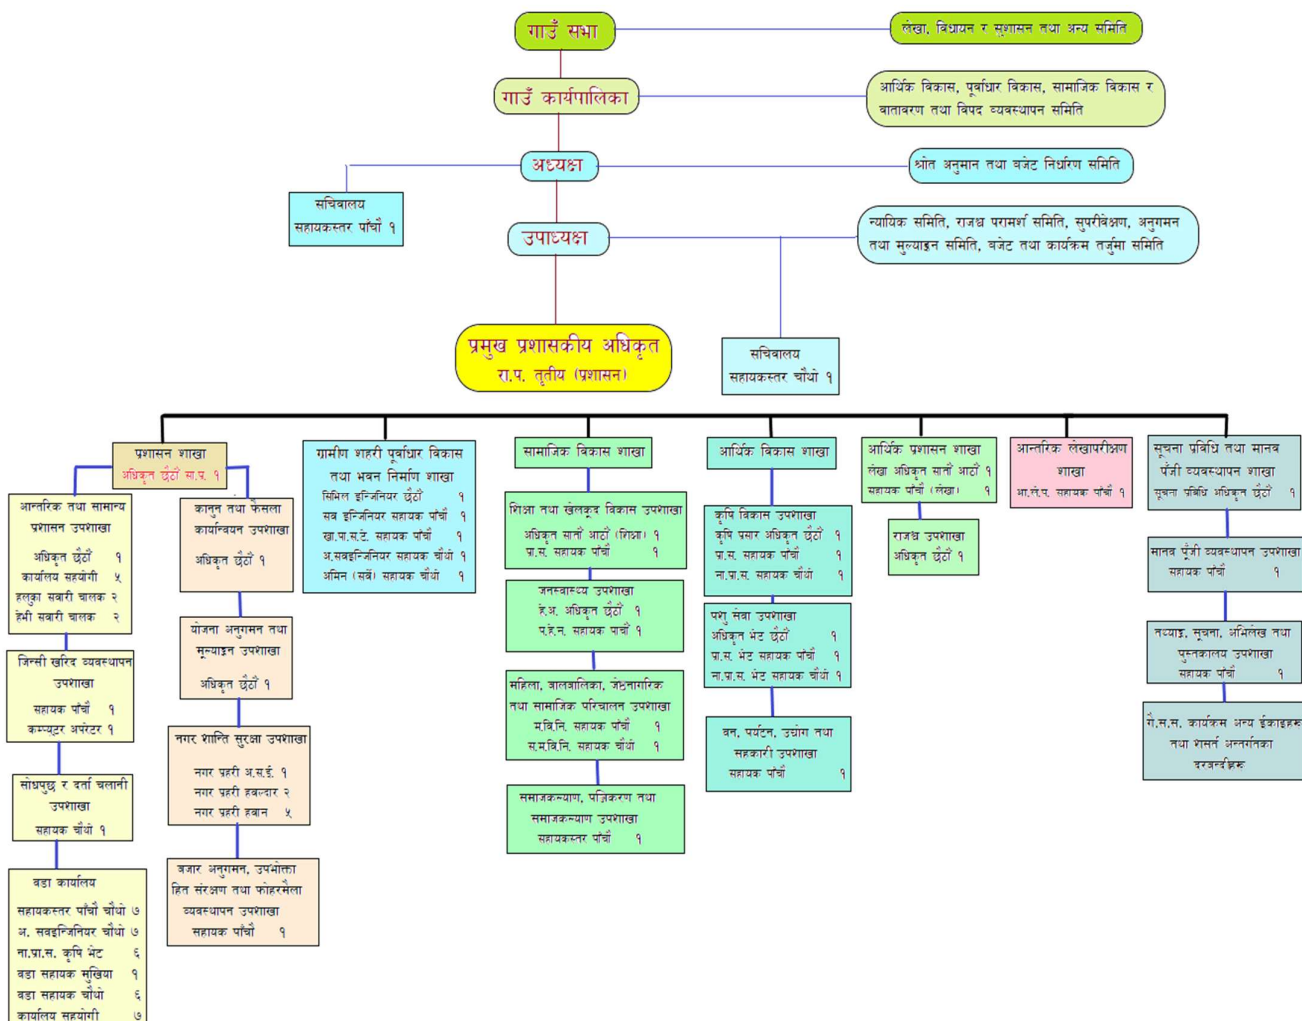 गाउँ सभा
लेखा, विधायन र सुशासन तथा अन्य समिति
गाउँ कार्यपालिका
आर्थिक विकास, पूर्वाधार विकास, सामाजिक विकास र
वातावरण तथा विपद व्यवस्थापन समिति
अध्यक्ष
श्रोत अनुमान तथा बजेट निर्धारण समिति
सचिवालय
सहायकस्तर पाँचौ १
उपाध्यक्ष
न्यायिक समिति, राजश्व परामर्श समिति, सुपरीवेक्षण, अनुगमन
तथा मुल्याङ्कन समिति, बजेट तथा कार्यक्रम तर्जुमा समिति
प्रमुख प्रशासकीय अधिकृत
रा.प. तृतीय (प्रशासन)
सचिवालय
सहायकस्तर चौथो १
प्रशासन शाखा
अधिकृत छैठौँ सा.प्र. १
आन्तरिक तथा सामान्य
प्रशासन उपशाखा
अधिकृत छैठौँ १
कार्यालय सहयोगी ५
हलुका सवारी चालक २
हेभी सवारी चालक २
जिन्सी खरिद व्यवस्थापन
उपशाखा
सहायक पाँचौ १
कम्प्युटर अपरेटर १
सोधपुछ र दर्ता चलानी
उपशाखा
सहायक चौथो १
वडा कार्यालय
सहायकस्तर पाँचौ चौथो ७
अ. सवइन्जिनियर चौथो ७
ना.प्रा.स. कृषि भेट ६
वडा सहायक मुखिया १
वडा सहायक चौथो ६
कार्यालय सहयोगी ७
कानुन तथा फैसला
कार्यान्वयन उपशाखा
अधिकृत छैठौँ १
योजना अनुगमन तथा
मूल्याङ्कन उपशाखा
अधिकृत छैठौँ १
नगर शान्ति सुरक्षा उपशाखा
नगर प्रहरी अ.स.ई. १
नगर प्रहरी हवल्दार २
नगर प्रहरी हवान ५
बजार अनुगमन, उपभोक्ता
हित संरक्षण तथा फोहरमैला
व्यवस्थापन उपशाखा
सहायक पाँचौ १
ग्रामीण शहरी पूर्वाधार विकास
तथा भवन निर्माण शाखा
सिभिल इन्जिनियर छैठौँ १
सव इन्जिनियर सहायक पाँचौ १
खा.पा.स.टे. सहायक पाँचौ १
अ.सवइन्जिनियर सहायक चौथो १
अमिन (सर्वे) सहायक चौथो १
सामाजिक विकास शाखा
शिक्षा तथा खेलकूद विकास उपशाखा
अधिकृत सातौँ आठौँ (शिक्षा) १
प्रा.स. सहायक पाँचौ १
जनस्वास्थ्य उपशाखा
हे.अ. अधिकृत छैठौँ १
प.हे.न. सहायक पाचौँ १
महिला, वालवालिका, जेष्ठनागरिक
तथा सामाजिक परिचालन उपशाखा
म.वि.नि. सहायक पाँचौ १
स.म.वि.नि. सहायक चौथो १
समाजकल्याण, पञ्जिकरण तथा
समाजकल्याण उपशाखा
सहायकस्तर पाँचौ १
आर्थिक विकास शाखा
कृषि विकास उपशाखा
कृषि प्रसार अधिकृत छैठौँ १
प्रा.स. सहायक पाँचौ १
ना.प्रा.स. सहायक चौथो १
पशु सेवा उपशाखा
अधिकृत भेट छैठौँ १
प्रा.स. भेट सहायक पाँचौ १
ना.प्रा.स. भेट सहायक चौथो १
वन, पर्यटन, उद्योग तथा
सहकारी उपशाखा
सहायक पाँचौ १
आर्थिक प्रशासन शाखा
लेखा अधिकृत सातौँ आठौँ १
सहायक पाँचौ (लेखा) १
राजश्व उपशाखा
अधिकृत छैठौँ १
आन्तरिक लेखापरीक्षण
शाखा
आ.ले.प. सहायक पाँचौ १
सूचना प्रविधि तथा मानव
पुँजी व्यवस्थापन शाखा
सूचना प्रविधि अधिकृत छैठौँ १
मानव पूँजी व्यवस्थापन उपशाखा
सहायक पाँचौ १
तथ्याङ्क, सूचना, अभिलेख तथा
पुस्तकालय उपशाखा
सहायक पाँचौ १
गै.स.स. कार्यक्रम अन्य ईकाइहरू
तथा शसर्त अन्तर्गतका
दरवन्दीहरू